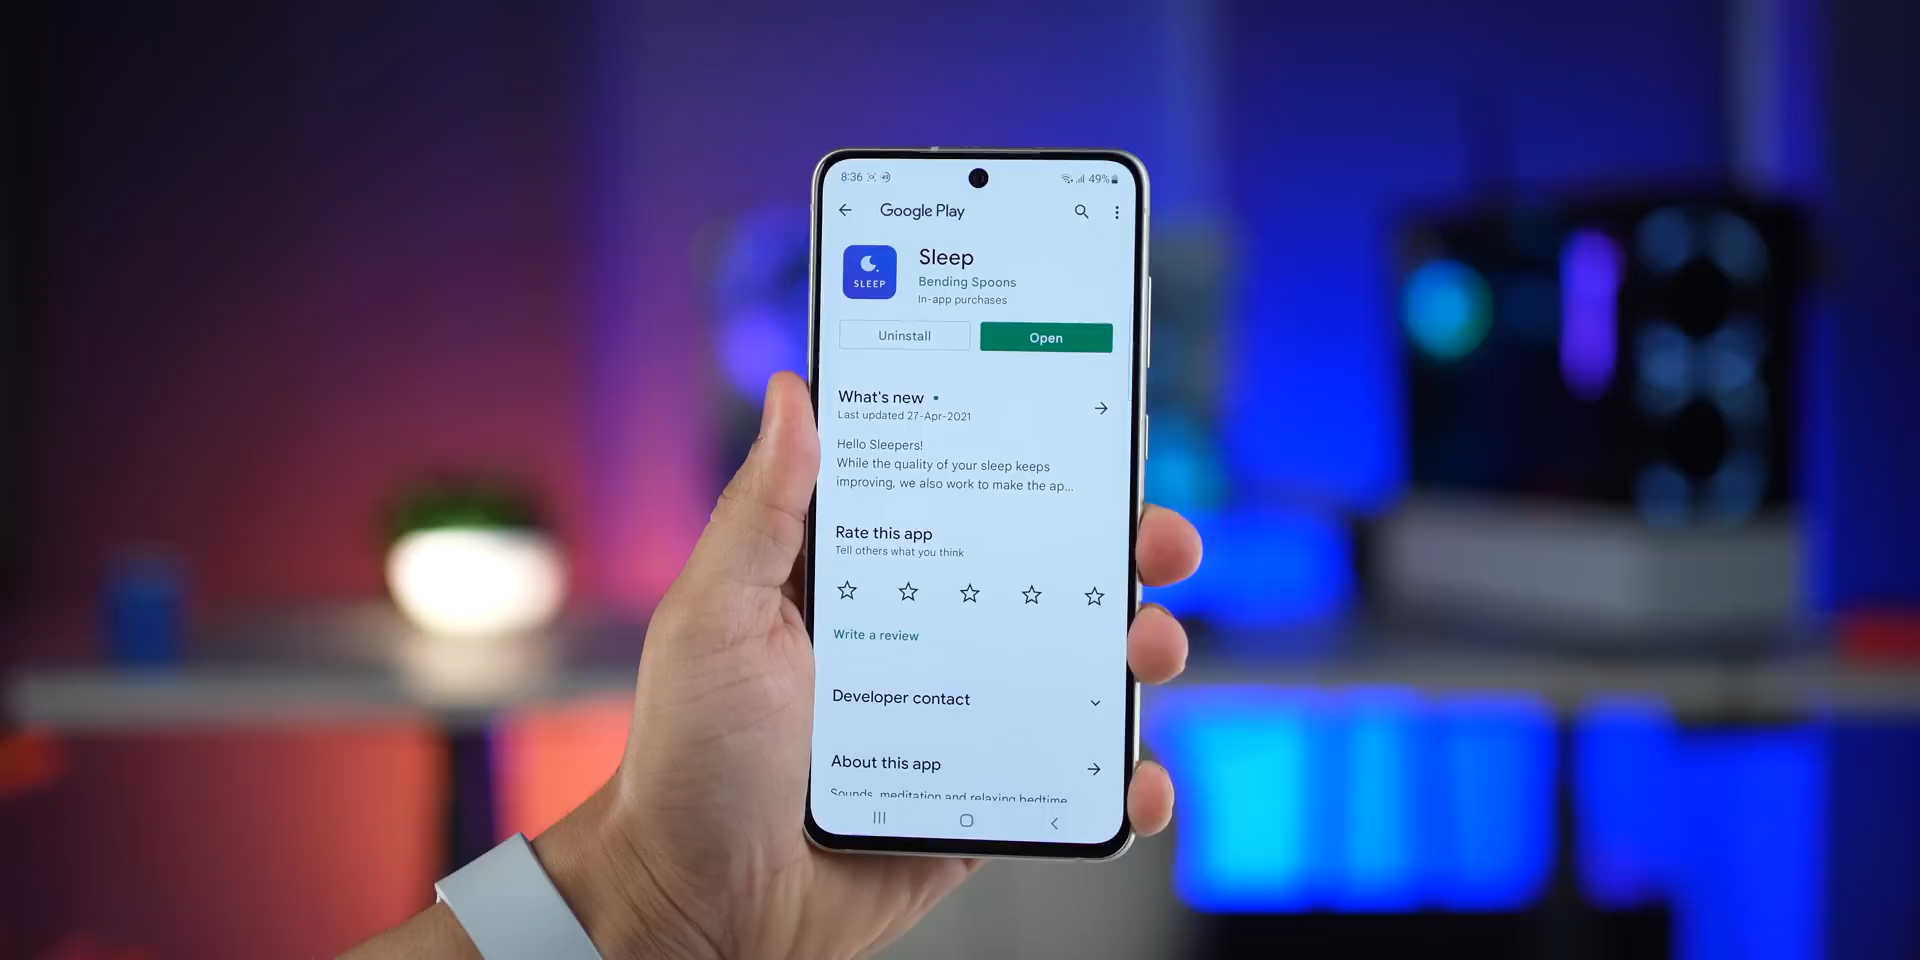 8:36 49%
Google Play
SLEEP
Sleep
Bending Spoons
In-app purchases
Uninstall Open
What's new •
Last updated 27-Apr-2021
Hello Sleepers!
While the quality of your sleep keeps
improving, we also work to make the ap...
Rate this app
Tell others what you think
Write a review
Developer contact
About this app
Sounds, meditation and relaxing bedtime